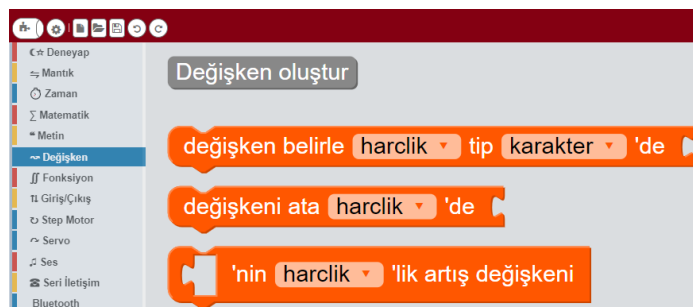 Deneyap
Mantık
Zaman
Matematik
Metin
Değişken
Fonksiyon
Giriş/Çıkış
Step Motor
Servo
Ses
Seri İletişim
Bluetooth
Değişken oluştur
değişken belirle harclik tip karakter 'de
değişkeni ata harclik 'de
'nin harclik 'lik artış değişkeni